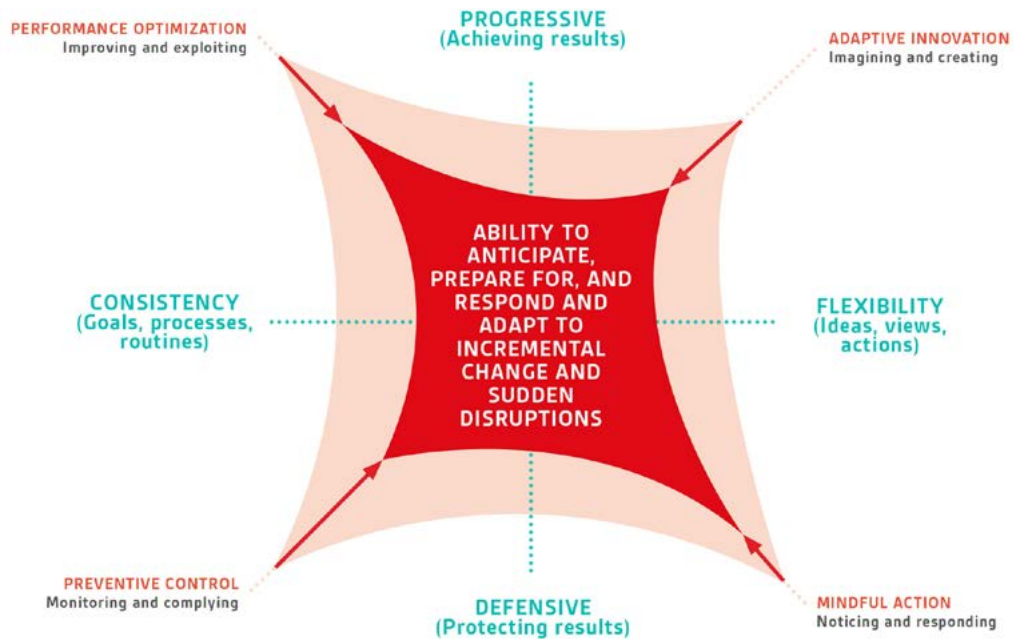 PERFORMANCE OPTIMIZATION
Improving and exploiting
PROGRESSIVE
(Achieving results)
ADAPTIVE INNOVATION
Imagining and creating
CONSISTENCY
(Goals, processes,
routines)
ABILITY TO
ANTICIPATE,
PREPARE FOR, AND
RESPOND AND
ADAPT TO
INCREMENTAL
CHANGE AND
SUDDEN
DISRUPTIONS
FLEXIBILITY
(Ideas, views,
actions)
PREVENTIVE CONTROL
Monitoring and complying
DEFENSIVE
(Protecting results)
MINDFUL ACTION
Noticing and responding